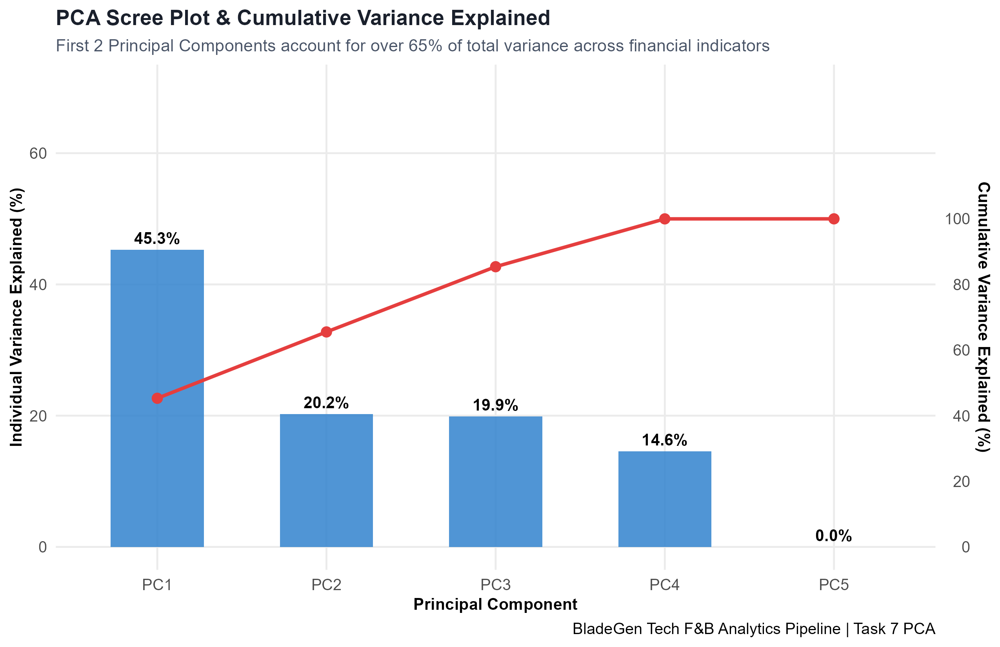 PCA Scree Plot & Cumulative Variance Explained
First 2 Principal Components account for over 65% of total variance across financial indicators
Individual Variance Explained (%)
60
40
20
0
45.3%
20.2%
19.9%
14.6%
0.0%
100
80
60
40
20
0
Cumulative Variance Explained (%)
PC1
PC2
PC3
PC4
PC5
Principal Component
BladeGen Tech F&B Analytics Pipeline | Task 7 PCA